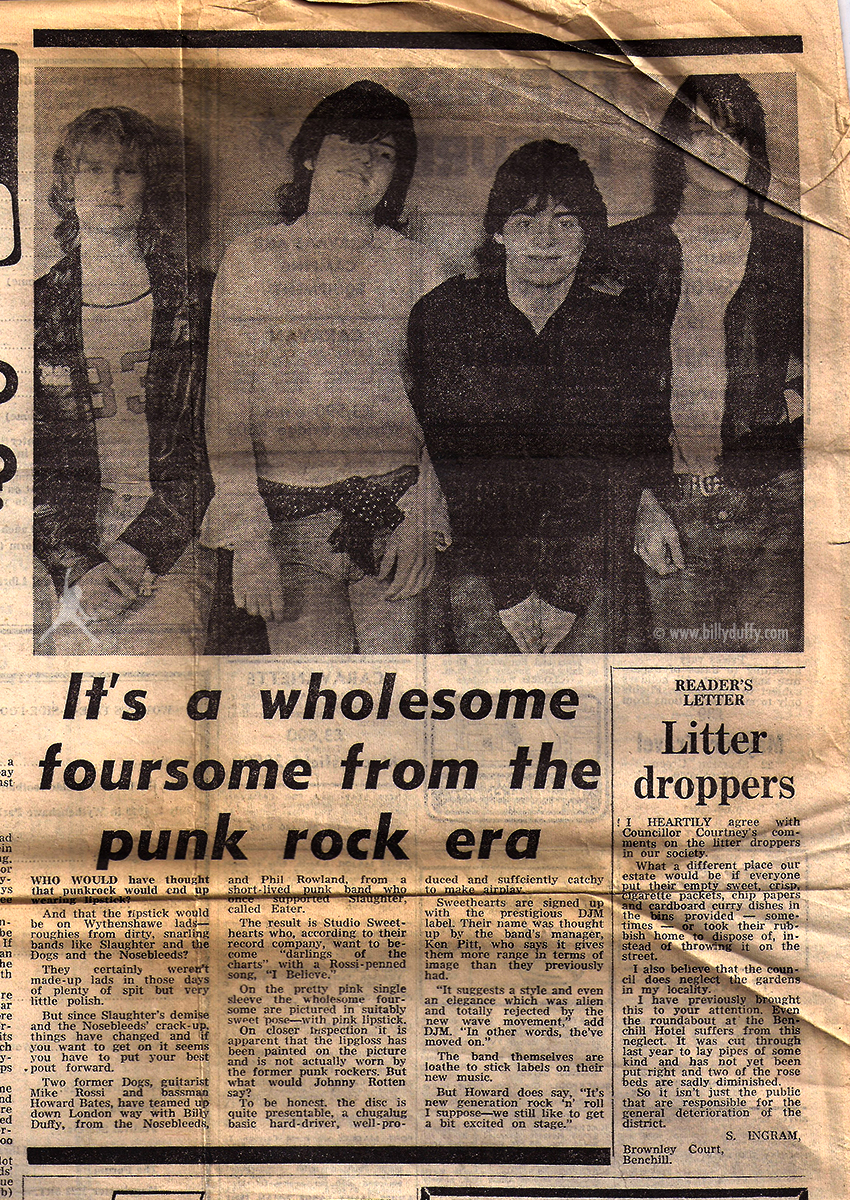 83
© www.billyduffy.com
It's a wholesome
foursome from the
punk rock era
WHO WOULD have thought
that punkrock would end up
wearing lipstick?
And that the lipstick would
be on Wythenshawe lads—
roughies from dirty, snarling
bands like Slaughter and the
Dogs and the Nosebleeds?
They certainly weren't
made-up lads in those days
of plenty of spit but very
little polish.
But since Slaughter's demise
and the Nosebleeds' crack-up,
things have changed and if
you want to get on it seems
you have to put your best
pout forward.
Two former Dogs, guitarist
Mike Rossi and bassman
Howard Bates, have teamed up
down London way with Billy
Duffy, from the Nosebleeds,
and Phil Rowland, from a
short-lived punk band who
once supported Slaughter,
called Eater.
The result is Studio Sweet-
hearts who, according to their
record company, want to be-
come "darlings of the
charts" with a Rossi-penned
song, "I Believe."
On the pretty pink single
sleeve the wholesome four-
some are pictured in suitably
sweet pose—with pink lipstick.
On closer inspection it is
apparent that the lipgloss has
been painted on the picture
and is not actually worn by
the former punk rockers. But
what would Johnny Rotten
say?
To be honest, the disc is
quite presentable, a chugalug
basic hard-driver, well-pro-
duced and suffciently catchy
to make airplay.
Sweethearts are signed up
with the prestigious DJM
label. Their name was thought
up by the band's manager,
Ken Pitt, who says it gives
them more range in terms of
image than they previously
had.
"It suggests a style and even
an elegance which was alien
and totally rejected by the
new wave movement," add
DJM. "In other words, the've
moved on."
The band themselves are
loathe to stick labels on their
new music.
But Howard does say, "It's
new generation rock 'n' roll
I suppose—we still like to get
a bit excited on stage."
READER'S
LETTER
Litter
droppers
I HEARTILY agree with
Councillor Courtney's com-
ments on the litter droppers
in our society.
What a different place our
estate would be if everyone
put their empty sweet, crisp,
cigarette packets, chip papers
and cardboard curry dishes in
the bins provided — some-
times — or took their rub-
bish home to dispose of, in-
stead of throwing it on the
street.
I also believe that the coun-
cil does neglect the gardens
in my locality.
I have previously brought
this to your attention. Even
the roundabout at the Ben-
chill Hotel suffers from this
neglect. It was cut through
last year to lay pipes of some
kind and has not yet been
put right and two of the rose
beds are sadly diminished.
So it isn't just the public
that are responsible for the
general deterioration of the
district.
S. INGRAM,
Brownley Court,
Benchill.